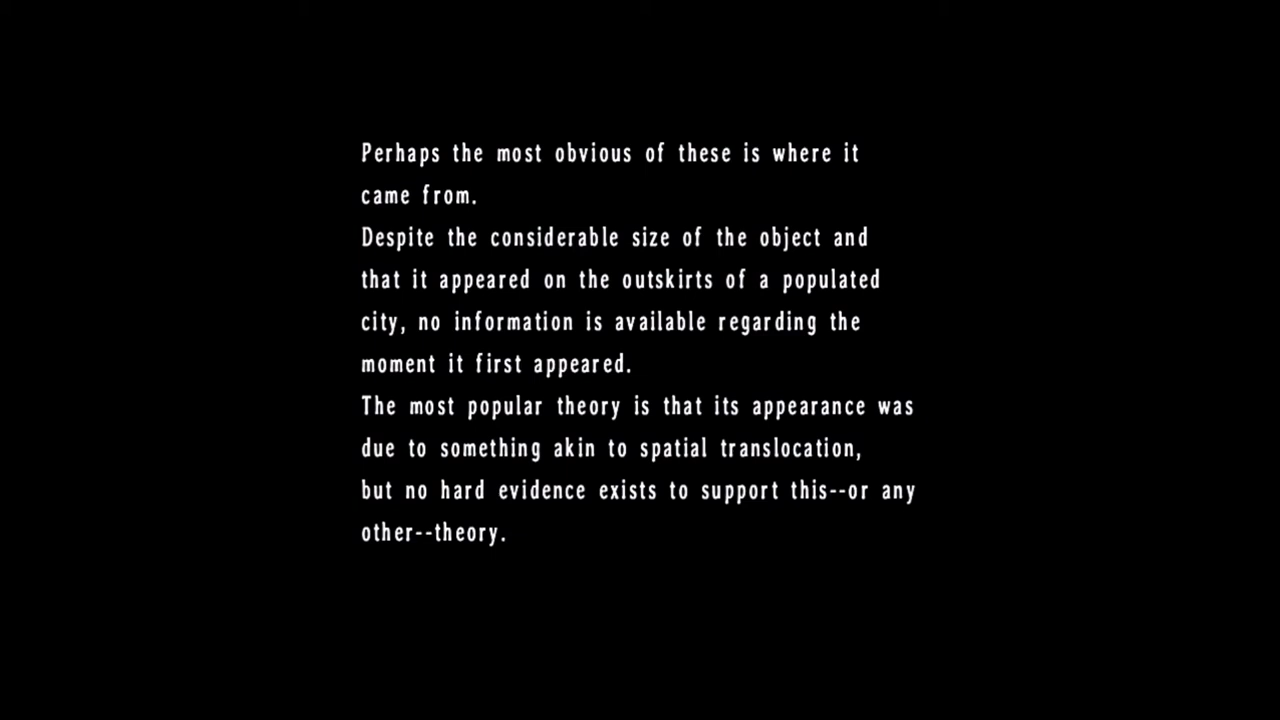 Perhaps the most obvious of these is where it
came from.
Despite the considerable size of the object and
that it appeared on the outskirts of a populated
city, no information is available regarding the
moment it first appeared.
The most popular theory is that its appearance was
due to something akin to spatial translocation,
but no hard evidence exists to support this--or any
other--theory.